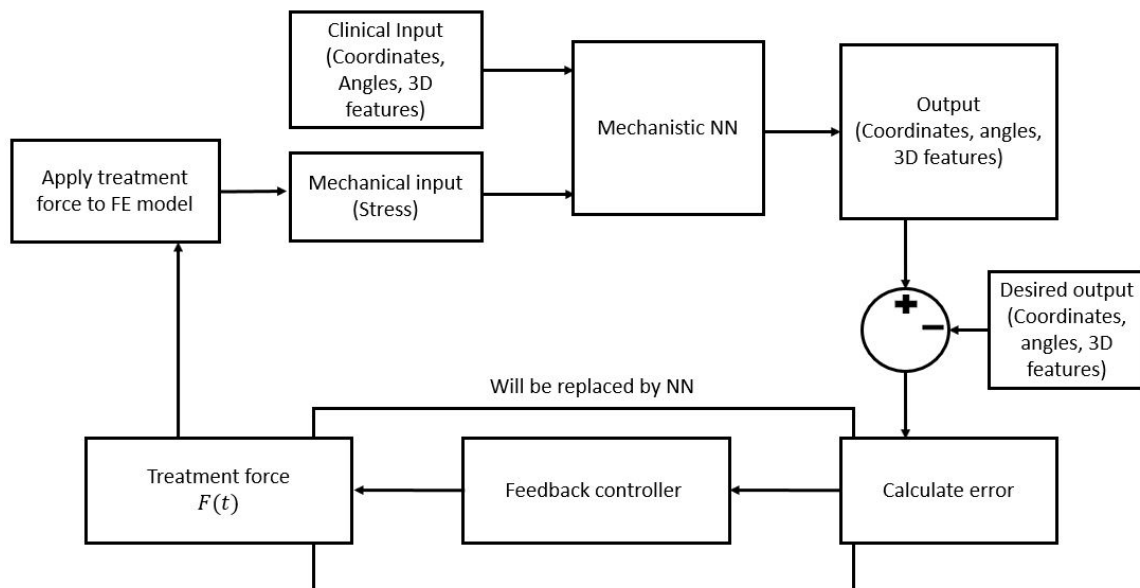 Clinical Input
(Coordinates,
Angles, 3D
features)
Mechanistic NN
Output
(Coordinates, angles,
3D features)
Apply treatment
force to FE model
Mechanical input
(Stress)
+
−
Desired output
(Coordinates,
angles, 3D
features)
Will be replaced by NN
Treatment force
F(t)
Feedback controller
Calculate error